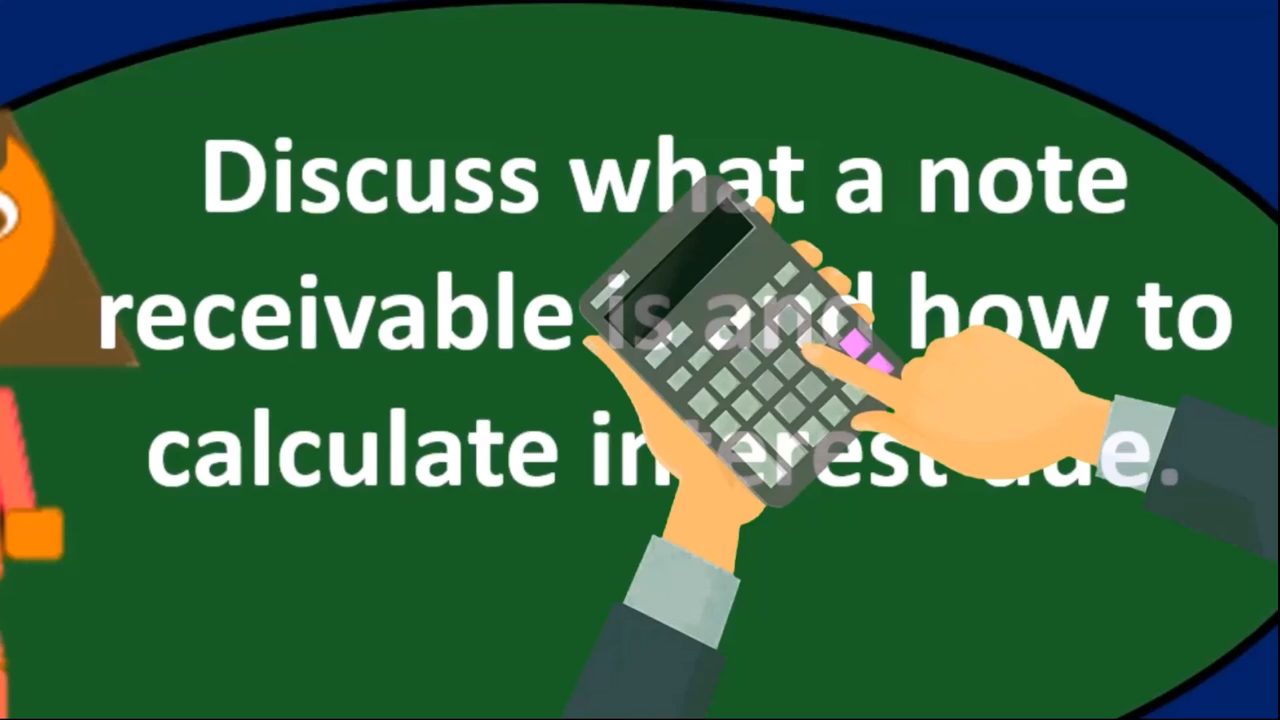 Discuss what a note
receivable is and how to
calculate interest due.